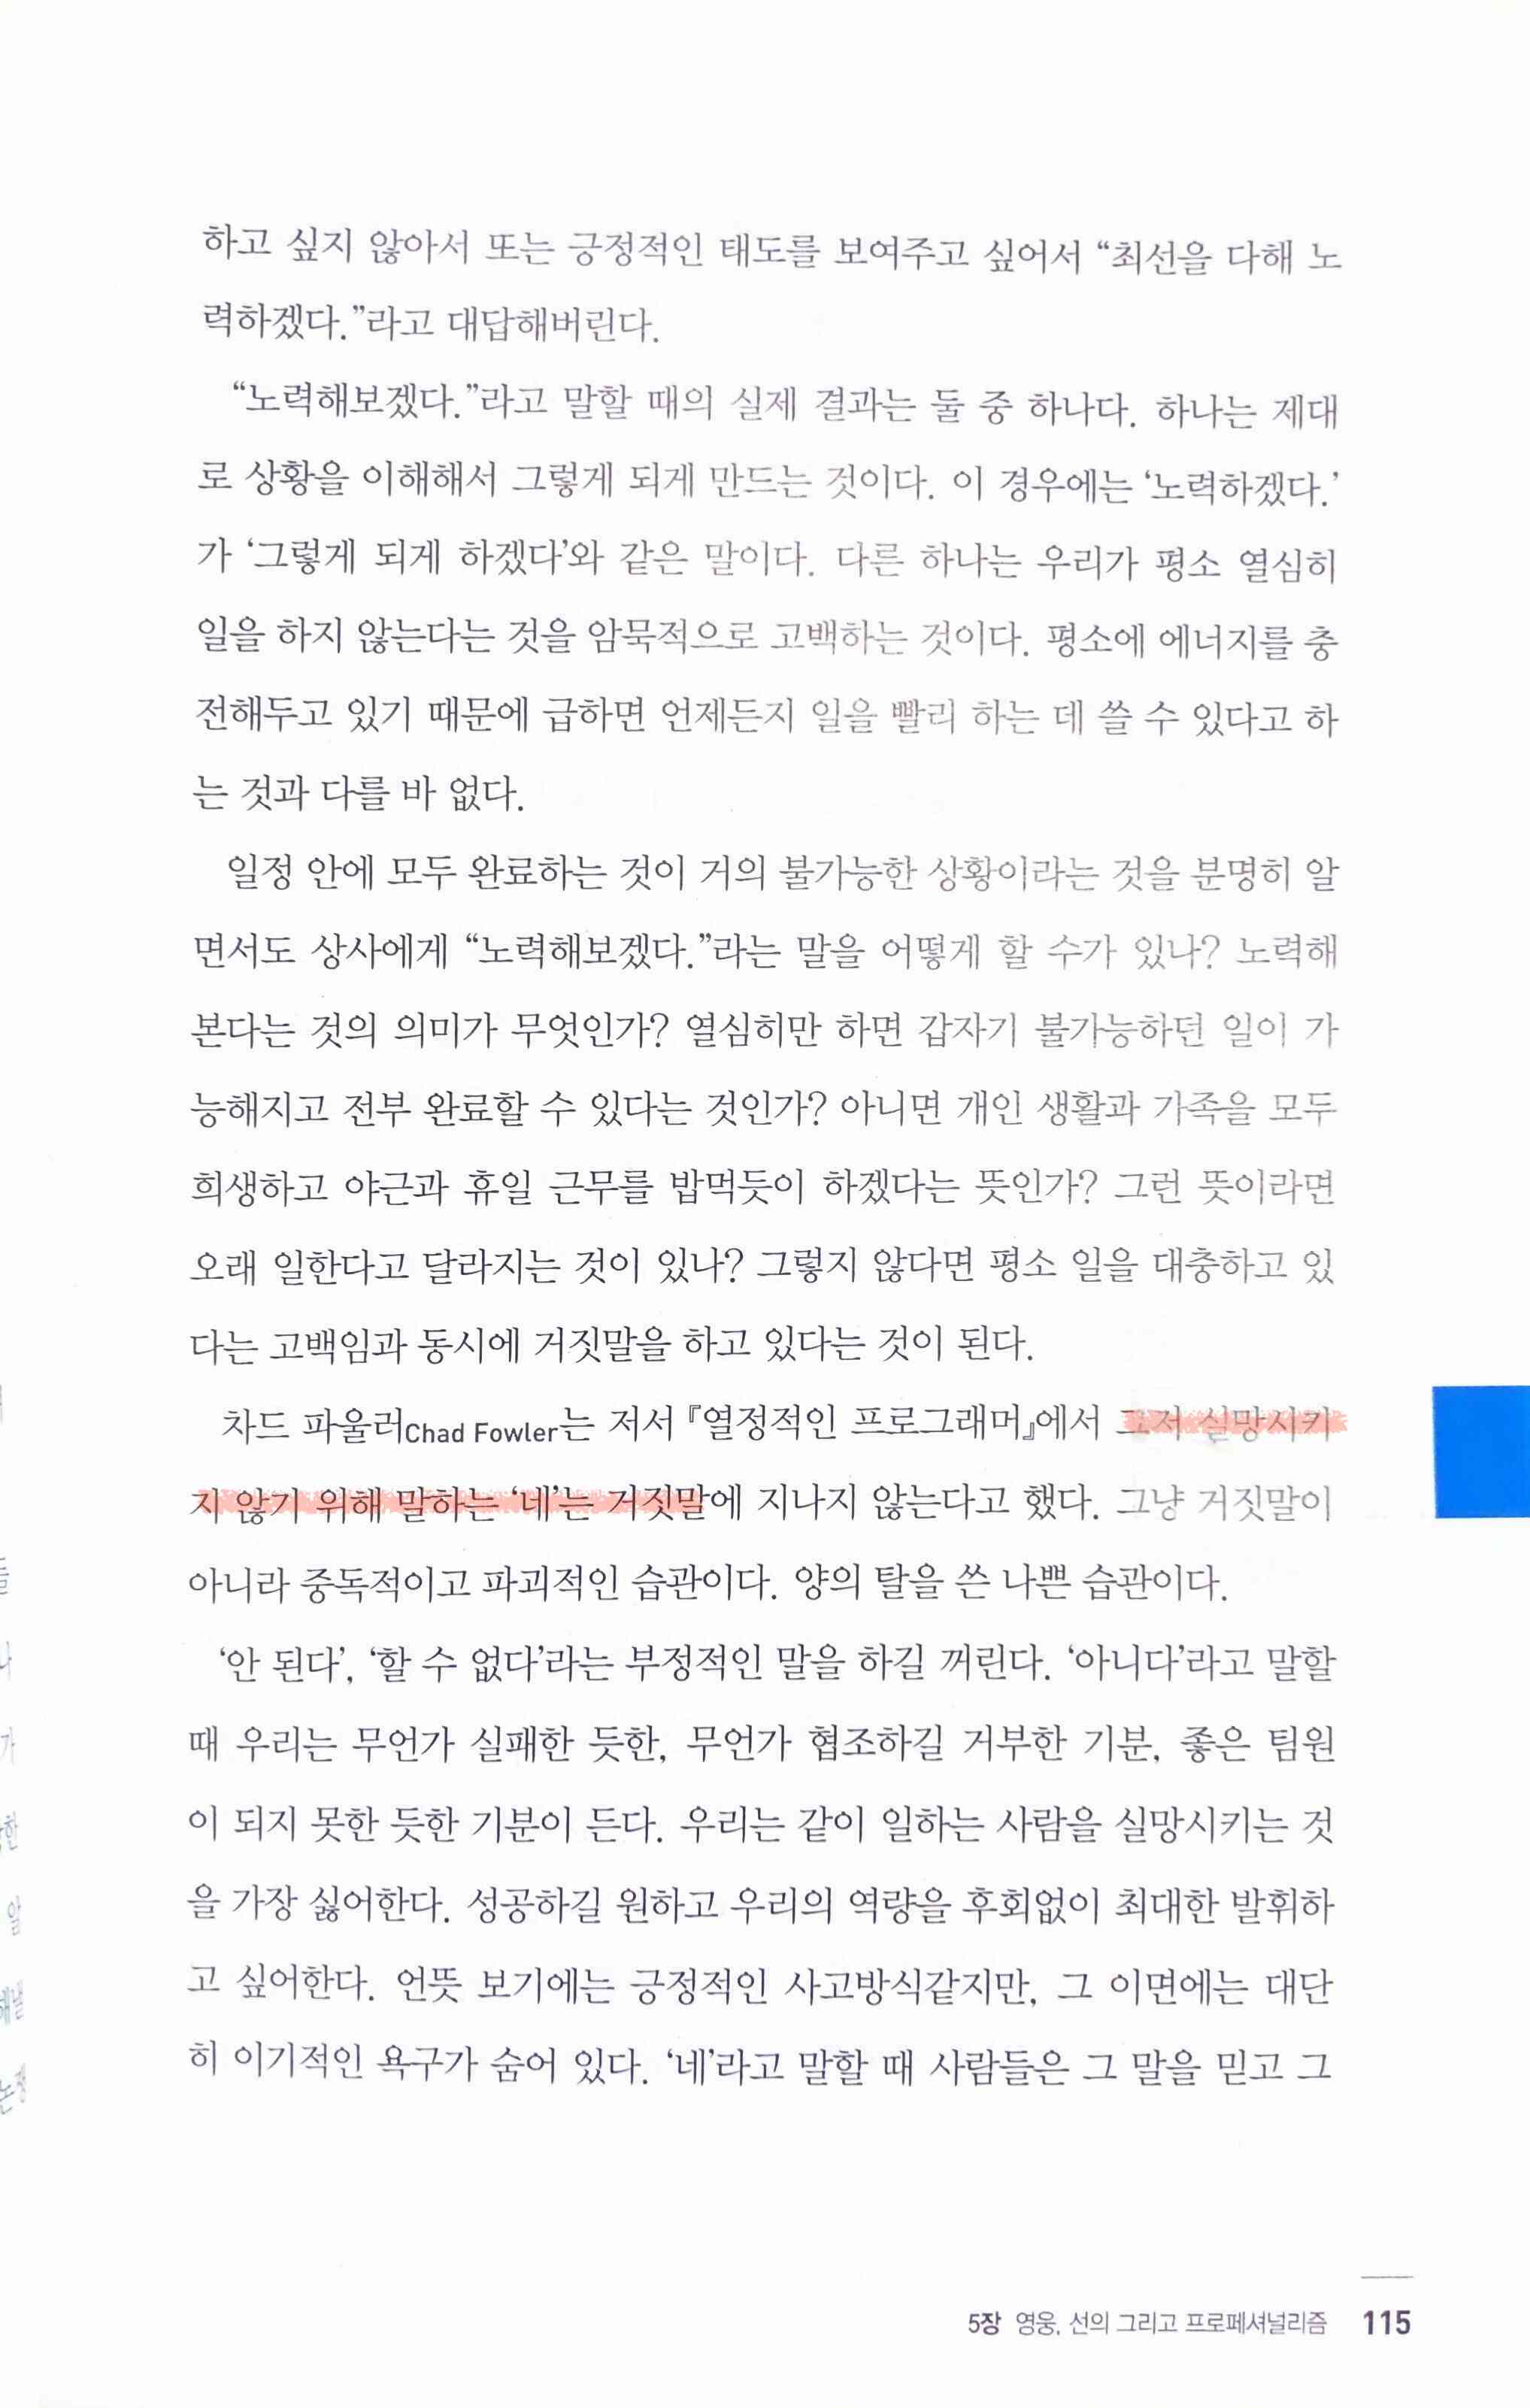 하고 싶지 않아서 또는 긍정적인 태도를 보여주고 싶어서 “최선을 다해 노
력하겠다.”라고 대답해버린다.
“노력해보겠다.”라고 말할 때의 실제 결과는 둘 중 하나다. 하나는 제대
로 상황을 이해해서 그렇게 되게 만드는 것이다. 이 경우에는 ‘노력하겠다.’
가 ‘그렇게 되게 하겠다’와 같은 말이다. 다른 하나는 우리가 평소 열심히
일을 하지 않는다는 것을 암묵적으로 고백하는 것이다. 평소에 에너지를 충
전해두고 있기 때문에 급하면 언제든지 일을 빨리 하는 데 쓸 수 있다고 하
는 것과 다를 바 없다.
일정 안에 모두 완료하는 것이 거의 불가능한 상황이라는 것을 분명히 알
면서도 상사에게 “노력해보겠다.”라는 말을 어떻게 할 수가 있나? 노력해
본다는 것의 의미가 무엇인가? 열심히만 하면 갑자기 불가능하던 일이 가
능해지고 전부 완료할 수 있다는 것인가? 아니면 개인 생활과 가족을 모두
희생하고 야근과 휴일 근무를 밥먹듯이 하겠다는 뜻인가? 그런 뜻이라면
오래 일한다고 달라지는 것이 있나? 그렇지 않다면 평소 일을 대충하고 있
다는 고백임과 동시에 거짓말을 하고 있다는 것이 된다.
차드 파울러Chad Fowler는 저서 『열정적인 프로그래머』에서 그저 실망시키
지 않기 위해 말하는 ‘네’는 거짓말에 지나지 않는다고 했다. 그냥 거짓말이
아니라 중독적이고 파괴적인 습관이다. 양의 탈을 쓴 나쁜 습관이다.
‘안 된다’, ‘할 수 없다’라는 부정적인 말을 하길 꺼린다. ‘아니다’라고 말할
때 우리는 무언가 실패한 듯한, 무언가 협조하길 거부한 기분, 좋은 팀원
이 되지 못한 듯한 기분이 든다. 우리는 같이 일하는 사람을 실망시키는 것
을 가장 싫어한다. 성공하길 원하고 우리의 역량을 후회없이 최대한 발휘하
고 싶어한다. 언뜻 보기에는 긍정적인 사고방식같지만, 그 이면에는 대단
히 이기적인 욕구가 숨어 있다. ‘네’라고 말할 때 사람들은 그 말을 믿고 그
5장 영웅, 선의 그리고 프로페셔널리즘 115